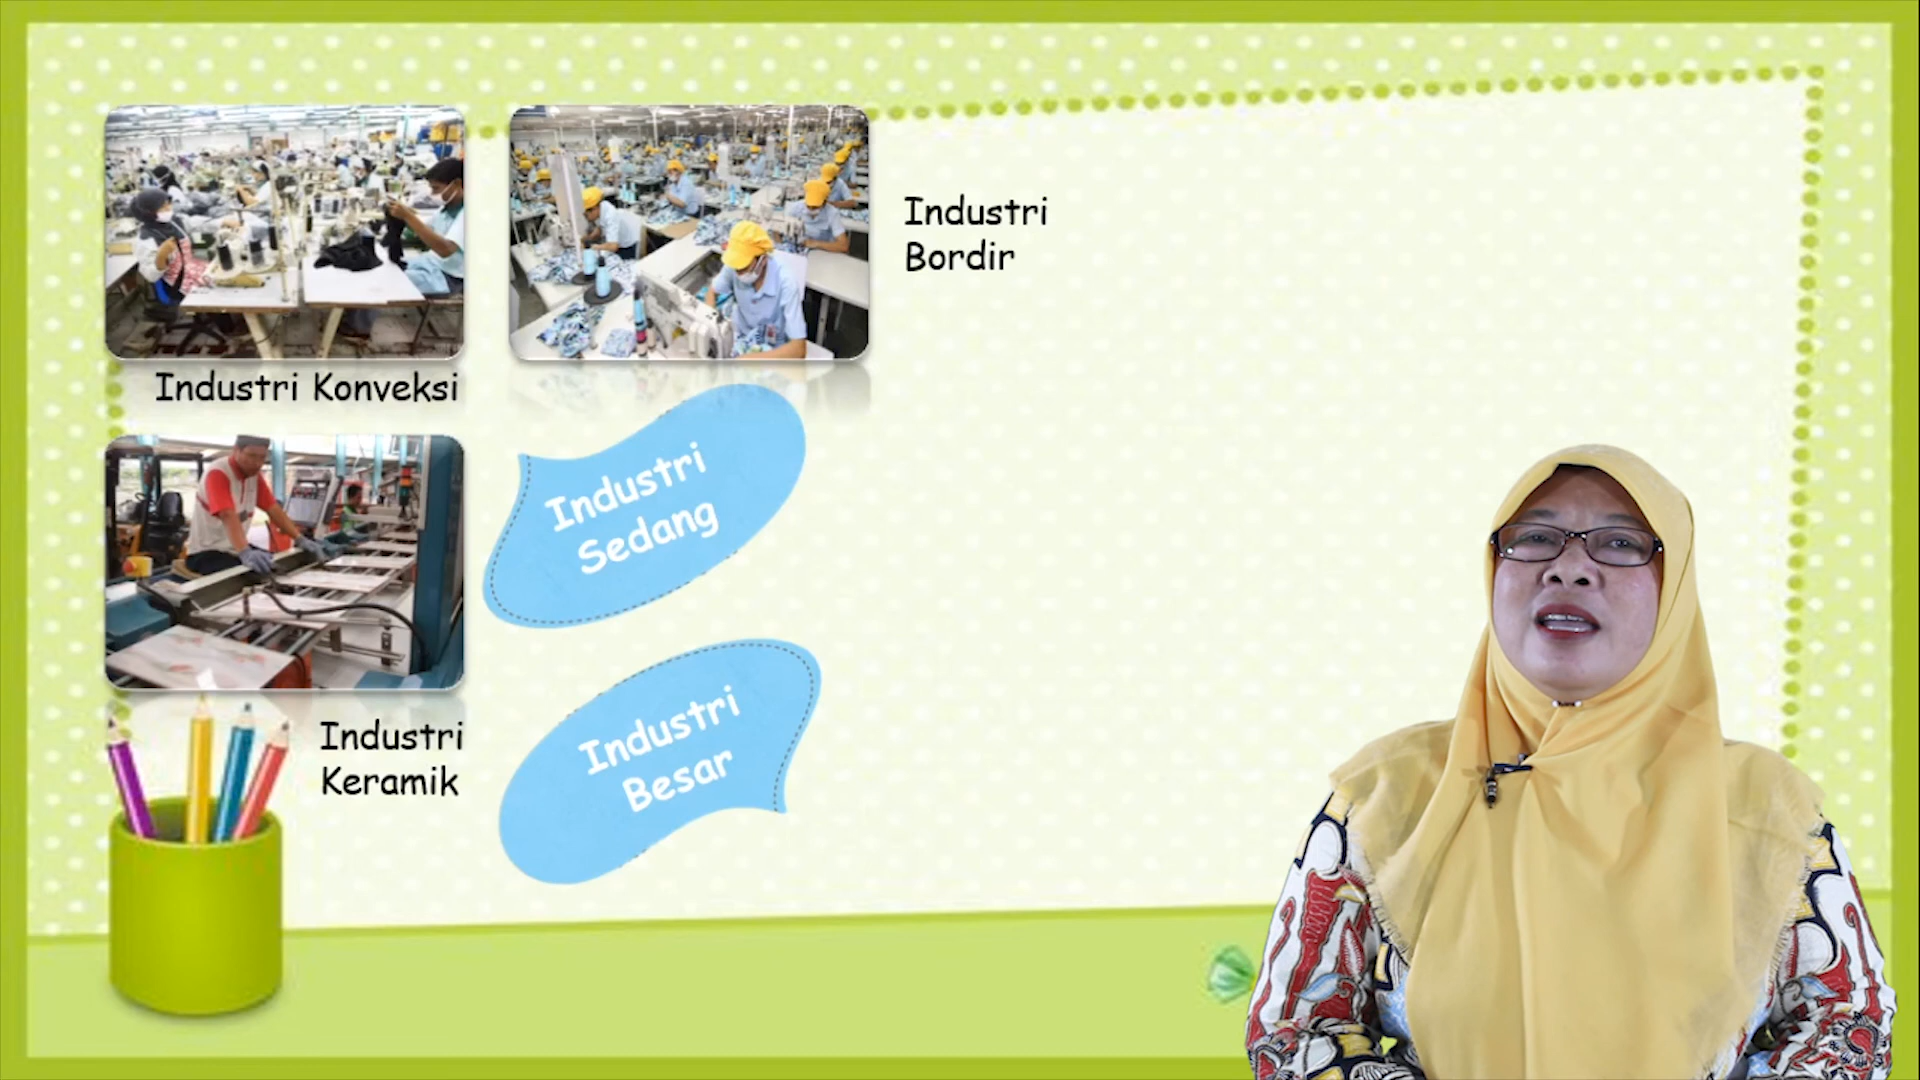 Industri
Bordir
Industri Konveksi
Industri
Sedang
Industri
Keramik
Industri
Besar